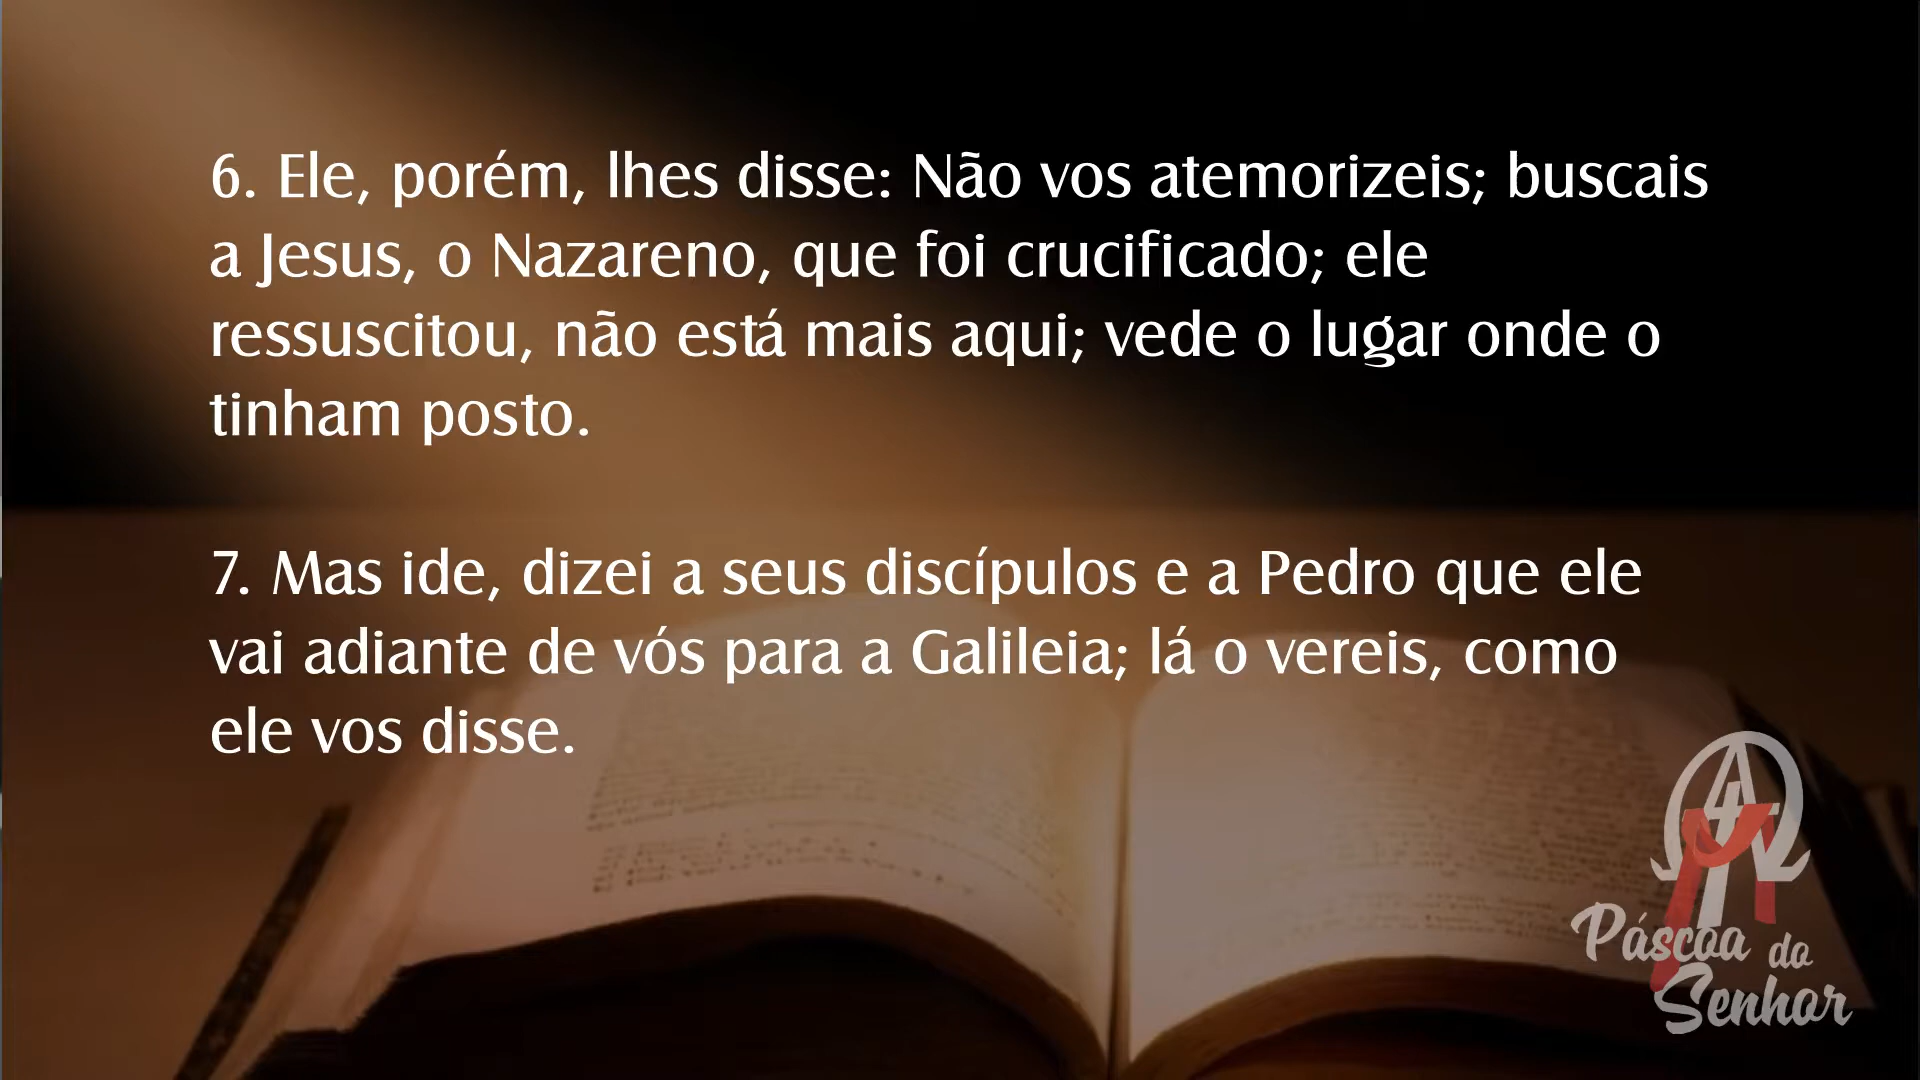 6. Ele, porém, lhes disse: Não vos atemorizeis; buscais
a Jesus, o Nazareno, que foi crucificado; ele
ressuscitou, não está mais aqui; vede o lugar onde o
tinham posto.
7. Mas ide, dizei a seus discípulos e a Pedro que ele
vai adiante de vós para a Galileia; lá o vereis, como
ele vos disse.
Páscoa do
Senhor